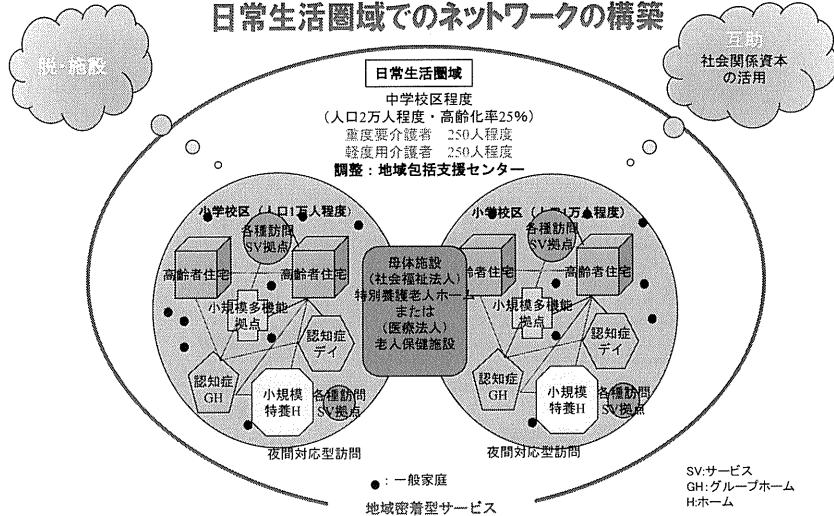 日常生活圏域でのネットワークの構築
脱・施設
互助
社会関係資本
の活用
日常生活圏域
中学校区程度
(人口2万人程度・高齢化率25%)
重度要介護者 250人程度
軽度用介護者 250人程度
調整：地域包括支援センター
小学校区(人口1万人程度)
各種訪問
SV拠点
高齢者住宅
高齢者住宅
小規模多機能
拠点
認知症
デイ
認知症
GH
小規模
特養H
各種訪問
SV拠点
夜間対応型訪問
母体施設
(社会福祉法人)
特別養護老人ホーム
または
(医療法人)
老人保健施設
小学校区(人口1万人程度)
各種訪問
SV拠点
高齢者住宅
高齢者住宅
小規模多機能
拠点
認知症
デイ
認知症
GH
小規模
特養H
各種訪問
SV拠点
夜間対応型訪問
●：一般家庭
地域密着型サービス
SV:サービス
GH:グループホーム
H:ホーム